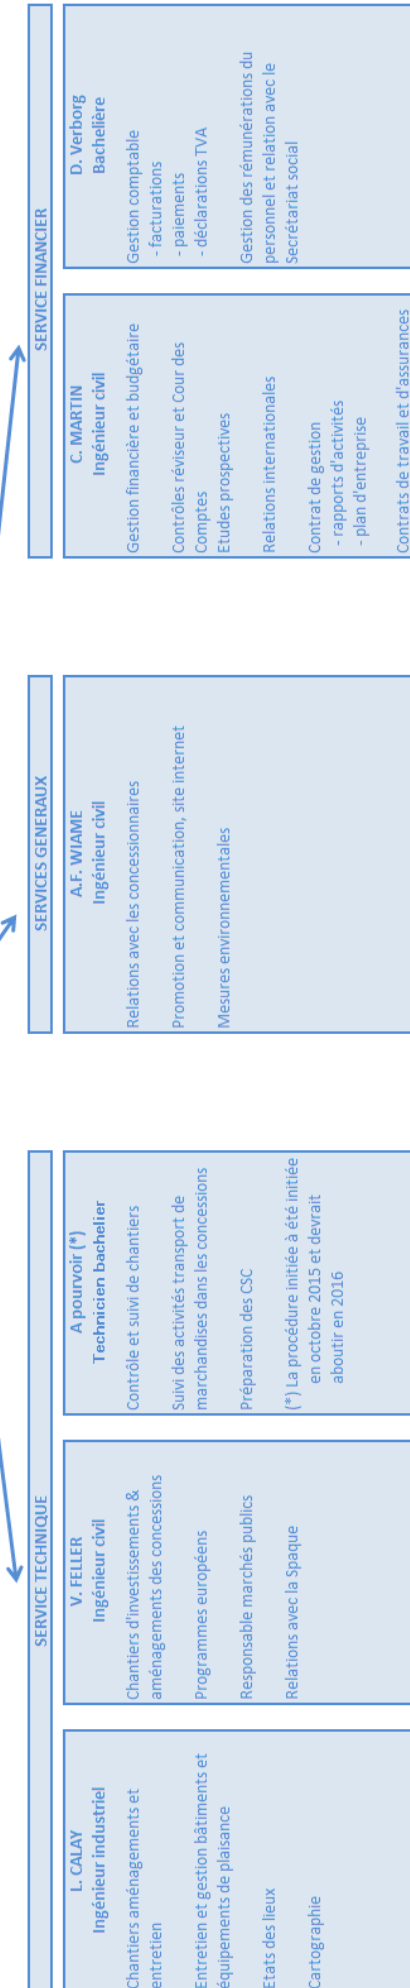 SERVICE TECHNIQUE
L. CALAY
Ingénieur industriel
Chantiers aménagements et
entretien
Entretien et gestion bâtiments et
équipements de plaisance
Etats des lieux
Cartographie
V. FELLER
Ingénieur civil
Chantiers d'investissements &
aménagements des concessions
Programmes européens
Responsable marchés publics
Relations avec la Spaque
A pourvoir (*)
Technicien bachelier
Contrôle et suivi de chantiers
Suivi des activités transport de
marchandises dans les concessions
Préparation des CSC
(*) La procédure initiée à été initiée
en octobre 2015 et devrait
aboutir en 2016
SERVICES GENERAUX
A.F. WIAME
Ingénieur civil
Relations avec les concessionnaires
Promotion et communication, site internet
Mesures environnementales
SERVICE FINANCIER
C. MARTIN
Ingénieur civil
Gestion financière et budgétaire
Contrôles réviseur et Cour des
Comptes
Etudes prospectives
Relations internationales
Contrat de gestion
- rapports d'activités
- plan d'entreprise
Contrats de travail et d'assurances
D. Verborg
Bachelière
Gestion comptable
- facturations
- paiements
- déclarations TVA
Gestion des rémunérations du
personnel et relation avec le
Secrétariat social